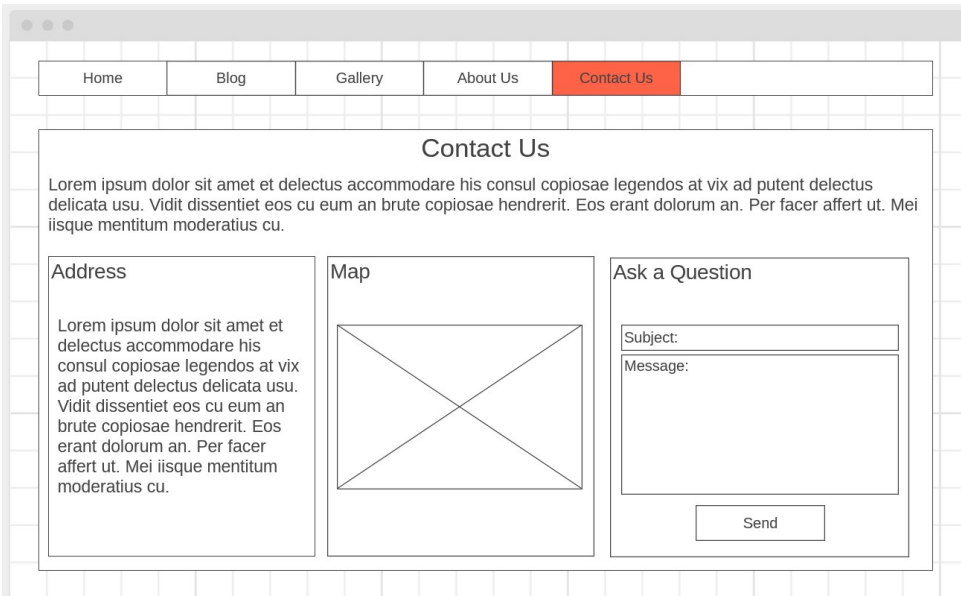 Home Blog Gallery About Us Contact Us
Contact Us
Lorem ipsum dolor sit amet et delectus accommodare his consul copiosae legendos at vix ad putent delectus
delicata usu. Vidit dissentiet eos cu eum an brute copiosae hendrerit. Eos erant dolorum an. Per facer affert ut. Mei
iisque mentitum moderatius cu.
Address
Lorem ipsum dolor sit amet et
delectus accommodare his
consul copiosae legendos at vix
ad putent delectus delicata usu.
Vidit dissentiet eos cu eum an
brute copiosae hendrerit. Eos
erant dolorum an. Per facer
affert ut. Mei iisque mentitum
moderatius cu.
Map
Ask a Question
Subject:
Message:
Send